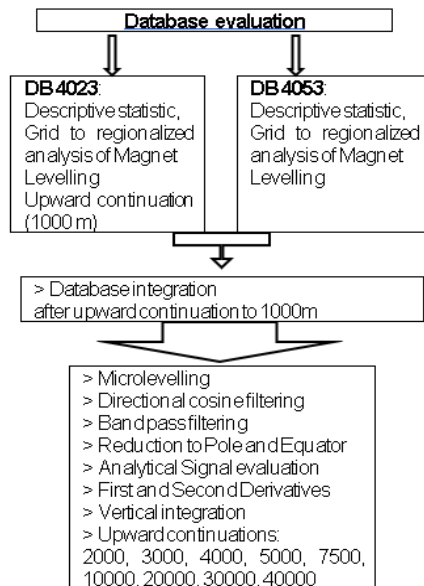 Database evaluation
DB4023:
Descriptive statistic,
Grid to regionalized
analysis of Magnet
Levelling
Upward continuation
(1000 m)
DB 4053:
Descriptive statistic,
Grid to regionalized
analysis of Magnet
Levelling
> Database integration
after upward continuation to 1000m
> Microlevelling
> Directional cosine filtering
> Band pass filtering
> Reduction to Pole and Equator
> Analytical Signal evaluation
> First and Second Derivatives
> Vertical integration
> Upward continuations:
2000, 3000, 4000, 5000, 7500,
10000, 20000, 30000, 40000